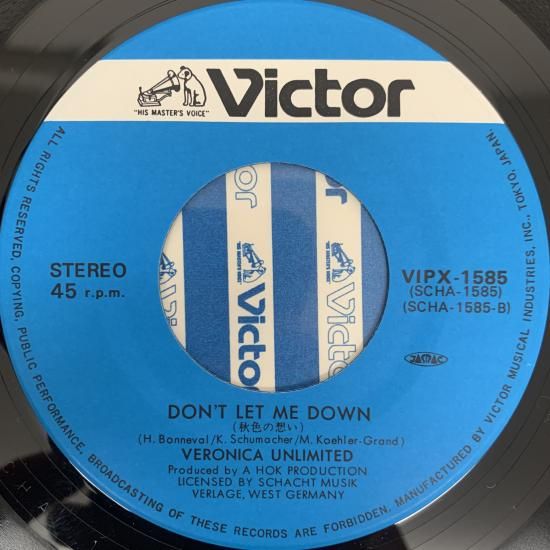 Victor
"HIS MASTER'S VOICE"
STEREO
45 r.p.m.
VIPX-1585
(SCHA-1585)
(SCHA-1585-B)
JASRAC
Victor
Victor
DON'T LET ME DOWN
(秋色の想い)
(H. Banneval/K. Schumacher/M. Koehler-Grand)
VERONICA UNLIMITED
Produced by A HOK PRODUCTION
LICENSED BY SCHACHT MUSIK
VERLAGE, WEST GERMANY
ALL RIGHTS RESERVED, COPYING, PUBLIC PERFORMANCE, BROADCASTING OF THESE RECORDS ARE FORBIDDEN. MANUFACTURED BY VICTOR MUSICAL INDUSTRIES, INC., TOKYO, JAPAN.